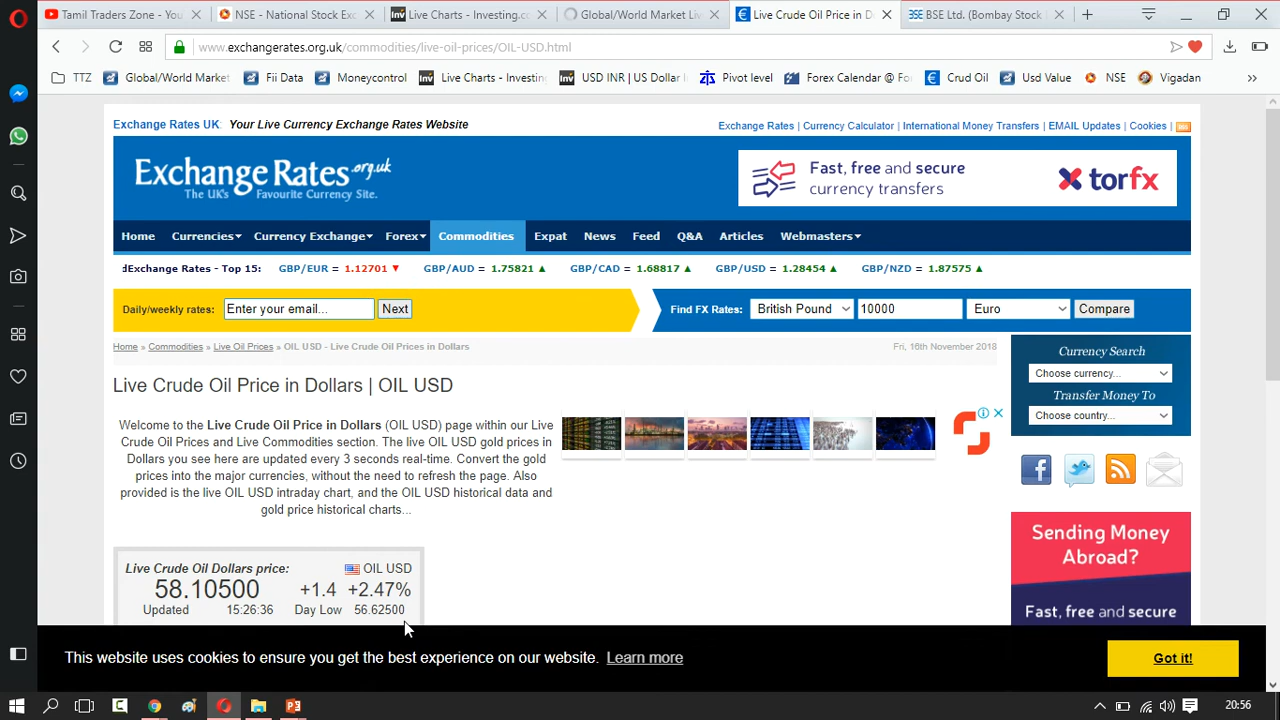 Tamil Traders Zone - You
NSE - National Stock Exc
Live Charts - Investing.co
Global/World Market Live
Live Crude Oil Price in Do
BSE Ltd. (Bombay Stock
www.exchangerates.org.uk/commodities/live-oil-prices/OIL-USD.html
TTZ Global/World Market Fii Data Moneycontrol Live Charts - Investing USD INR | US Dollar Pivot level Forex Calendar @ Fo Crud Oil Usd Value NSE Vigadan
Exchange Rates UK: Your Live Currency Exchange Rates Website
Exchange Rates | Currency Calculator | International Money Transfers | EMAIL Updates | Cookies |
Exchange Rates.org.uk
The UK's Favourite Currency Site.
Fast, free and secure
currency transfers
torfx
Home Currencies Currency Exchange Forex Commodities Expat News Feed Q&A Articles Webmasters
dExchange Rates - Top 15: GBP/EUR = 1.12701 ▼ GBP/AUD = 1.75821 ▲ GBP/CAD = 1.68817 ▲ GBP/USD = 1.28454 ▲ GBP/NZD = 1.87575 ▲
Daily/weekly rates: Enter your email... Next
Find FX Rates: British Pound 10000 Euro Compare
Home » Commodities » Live Oil Prices » OIL USD - Live Crude Oil Prices in Dollars
Fri, 16th November 2018
Currency Search
Choose currency...
Transfer Money To
Choose country...
Live Crude Oil Price in Dollars | OIL USD
Welcome to the Live Crude Oil Price in Dollars (OIL USD) page within our Live
Crude Oil Prices and Live Commodities section. The live OIL USD gold prices in
Dollars you see here are updated every 3 seconds real-time. Convert the gold
prices into the major currencies, without the need to refresh the page. Also
provided is the live OIL USD intraday chart, and the OIL USD historical data and
gold price historical charts...
Sending Money
Abroad?
Fast, free and secure
Live Crude Oil Dollars price: OIL USD
58.10500 +1.4 +2.47%
Updated 15:26:36 Day Low 56.62500
This website uses cookies to ensure you get the best experience on our website. Learn more
Got it!
20:56